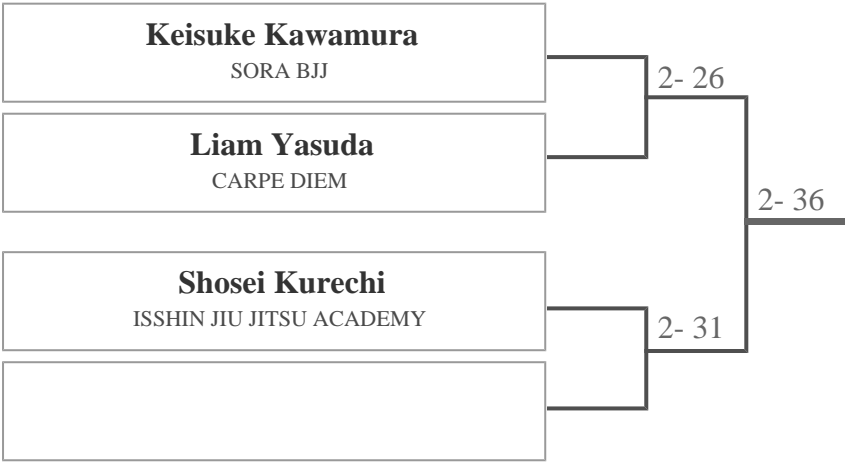 Keisuke Kawamura
SORA BJJ
2- 26
Liam Yasuda
CARPE DIEM
2- 36
Shosei Kurechi
ISSHIN JIU JITSU ACADEMY
2- 31